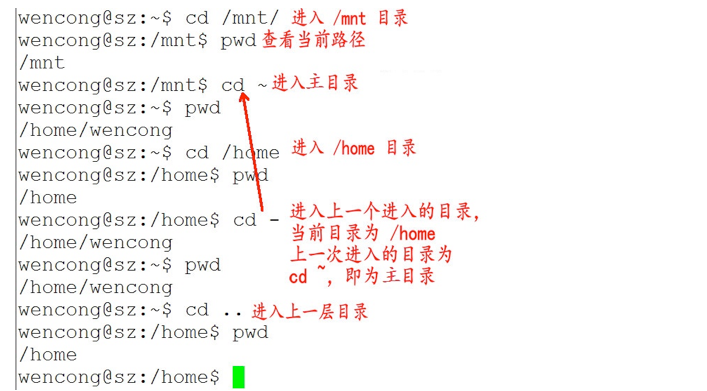 wencong@sz:~$ cd /mnt/ 进入 /mnt 目录
wencong@sz:/mnt$ pwd 查看当前路径
/mnt
wencong@sz:/mnt$ cd ~ 进入主目录
wencong@sz:~$ pwd
/home/wencong
wencong@sz:~$ cd /home 进入 /home 目录
wencong@sz:/home$ pwd
/home
wencong@sz:/home$ cd - 进入上一个进入的目录,
当前目录为 /home
上一次进入的目录为
cd ~, 即为主目录
/home/wencong
wencong@sz:~$ pwd
/home/wencong
wencong@sz:~$ cd .. 进入上一层目录
wencong@sz:/home$ pwd
/home
wencong@sz:/home$